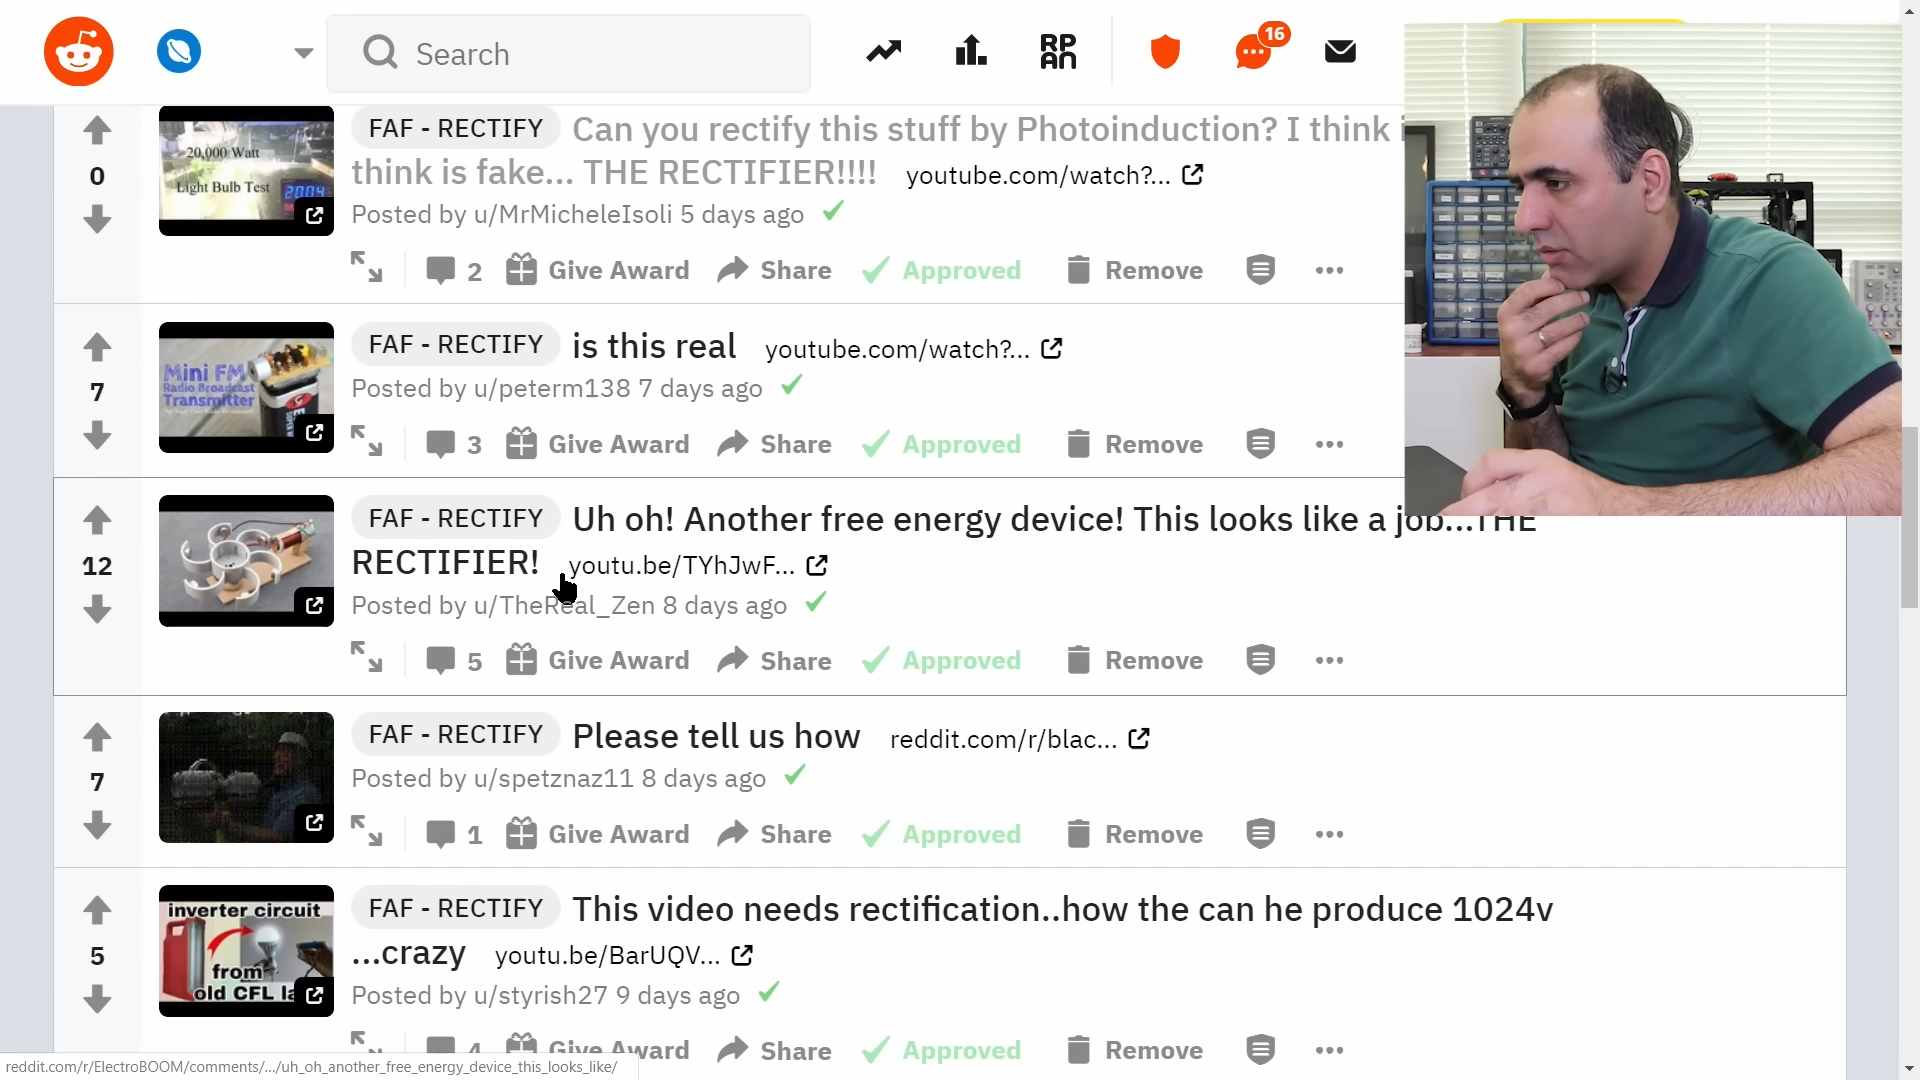 Search
RP
AN
16
0
20,000 Watt
Light Bulb Test
2004
FAF - RECTIFY Can you rectify this stuff by Photoinduction? I think
think is fake... THE RECTIFIER!!!! youtube.com/watch?...
Posted by u/MrMicheleIsoli 5 days ago
2 Give Award Share Approved Remove
7
Mini FM
Radio Broadcast
Transmitter
FAF - RECTIFY is this real youtube.com/watch?...
Posted by u/peterm138 7 days ago
3 Give Award Share Approved Remove
12
FAF - RECTIFY Uh oh! Another free energy device! This looks like a job...THE
RECTIFIER! youtu.be/TYhJwF...
Posted by u/TheReal_Zen 8 days ago
5 Give Award Share Approved Remove
7
FAF - RECTIFY Please tell us how reddit.com/r/blac...
Posted by u/spetznaz11 8 days ago
1 Give Award Share Approved Remove
5
inverter circuit
from
old CFL la
FAF - RECTIFY This video needs rectification..how the can he produce 1024v
...crazy youtu.be/BarUQV...
Posted by u/styrish27 9 days ago
4 Give Award Share Approved Remove
reddit.com/r/ElectroBOOM/comments/.../uh_oh_another_free_energy_device_this_looks_like/